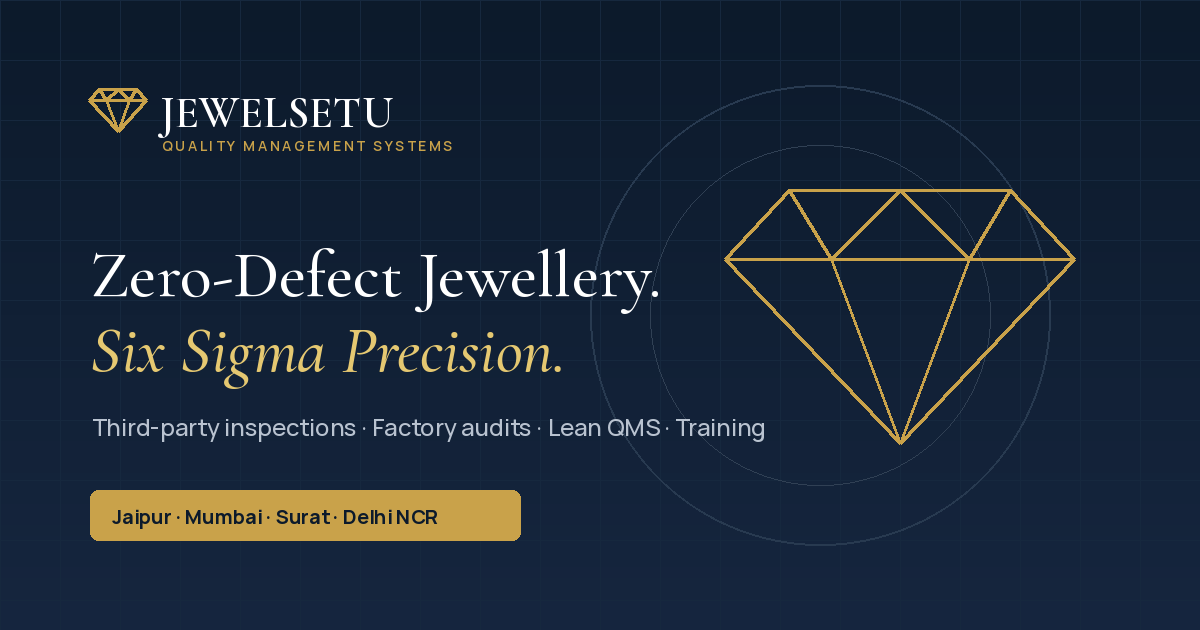 JEWELSETU
QUALITY MANAGEMENT SYSTEMS
Zero-Defect Jewellery.
Six Sigma Precision.
Third-party inspections · Factory audits · Lean QMS · Training
Jaipur · Mumbai · Surat · Delhi NCR